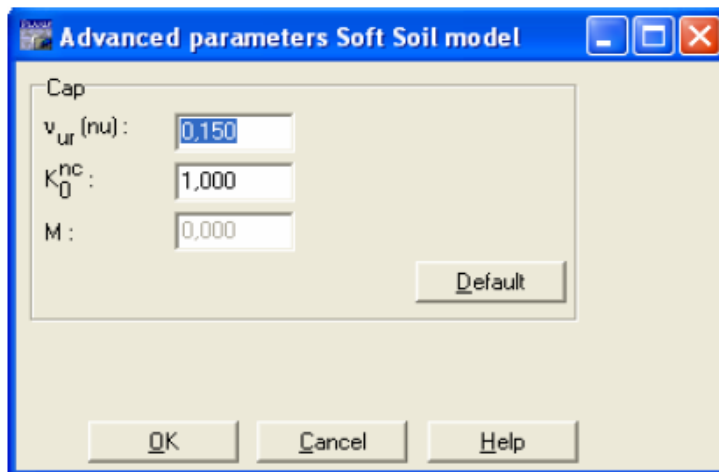 Advanced parameters Soft Soil model
Cap
νur (nu) : 0,150
K0nc : 1,000
M : 0,000
Default
OK Cancel Help